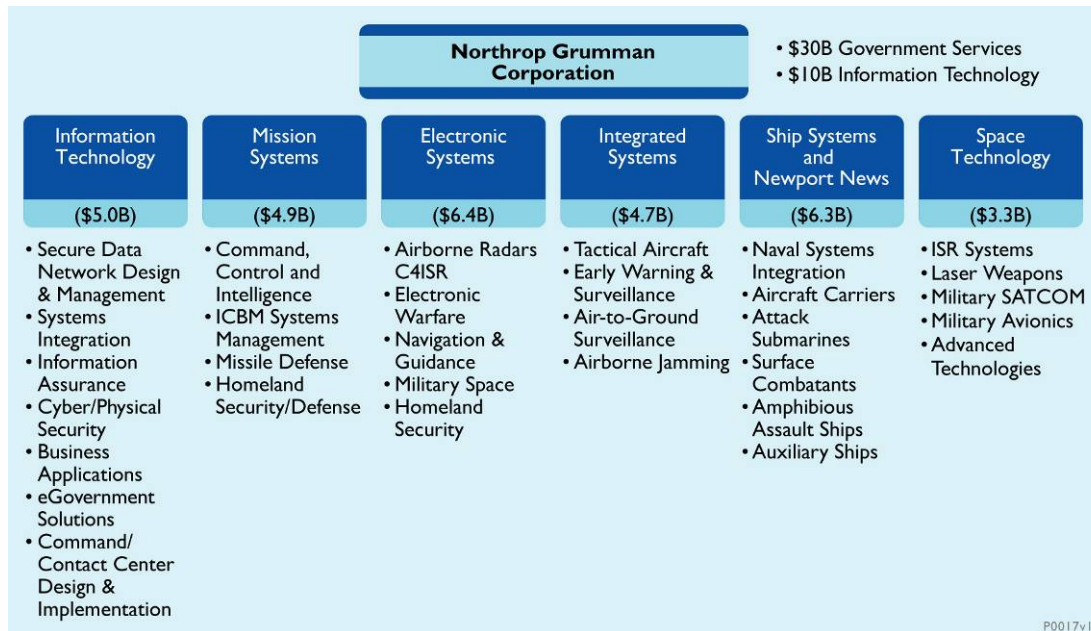 Northrop Grumman
Corporation
• $30B Government Services
• $10B Information Technology
Information
Technology
($5.0B)
• Secure Data
Network Design
& Management
• Systems
Integration
• Information
Assurance
• Cyber/Physical
Security
• Business
Applications
• eGovernment
Solutions
• Command/
Contact Center
Design &
Implementation
Mission
Systems
($4.9B)
• Command,
Control and
Intelligence
• ICBM Systems
Management
• Missile Defense
• Homeland
Security/Defense
Electronic
Systems
($6.4B)
• Airborne Radars
C4ISR
• Electronic
Warfare
• Navigation &
Guidance
• Military Space
• Homeland
Security
Integrated
Systems
($4.7B)
• Tactical Aircraft
• Early Warning &
Surveillance
• Air-to-Ground
Surveillance
• Airborne Jamming
Ship Systems
and
Newport News
($6.3B)
• Naval Systems
Integration
• Aircraft Carriers
• Attack
Submarines
• Surface
Combatants
• Amphibious
Assault Ships
• Auxiliary Ships
Space
Technology
($3.3B)
• ISR Systems
• Laser Weapons
• Military SATCOM
• Military Avionics
• Advanced
Technologies
P0017v1